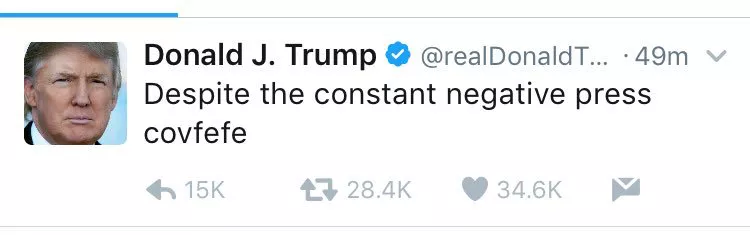 Donald J. Trump @realDonaldT... · 49m
Despite the constant negative press
covfefe
15K 28.4K 34.6K